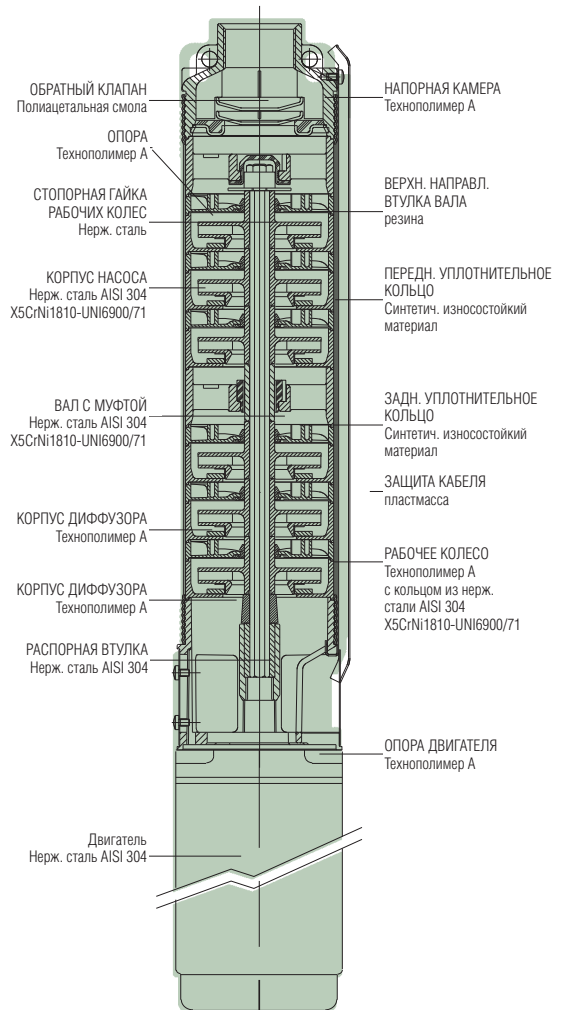 ОБРАТНЫЙ КЛАПАН
Полиацетальная смола
ОПОРА
Технополимер А
СТОПОРНАЯ ГАЙКА
РАБОЧИХ КОЛЕС
Нерж. сталь
КОРПУС НАСОСА
Нерж. сталь AISI 304
X5CrNi1810-UNI6900/71
ВАЛ С МУФТОЙ
Нерж. сталь AISI 304
X5CrNi1810-UNI6900/71
КОРПУС ДИФФУЗОРА
Технополимер А
КОРПУС ДИФФУЗОРА
Технополимер А
РАСПОРНАЯ ВТУЛКА
Нерж. сталь AISI 304
Двигатель
Нерж. сталь AISI 304
НАПОРНАЯ КАМЕРА
Технополимер А
ВЕРХН. НАПРАВЛ.
ВТУЛКА ВАЛА
резина
ПЕРЕДН. УПЛОТНИТЕЛЬНОЕ
КОЛЬЦО
Синтетич. износостойкий
материал
ЗАДН. УПЛОТНИТЕЛЬНОЕ
КОЛЬЦО
Синтетич. износостойкий
материал
ЗАЩИТА КАБЕЛЯ
пластмасса
РАБОЧЕЕ КОЛЕСО
Технополимер А
с кольцом из нерж.
стали AISI 304
X5CrNi1810-UNI6900/71
ОПОРА ДВИГАТЕЛЯ
Технополимер А